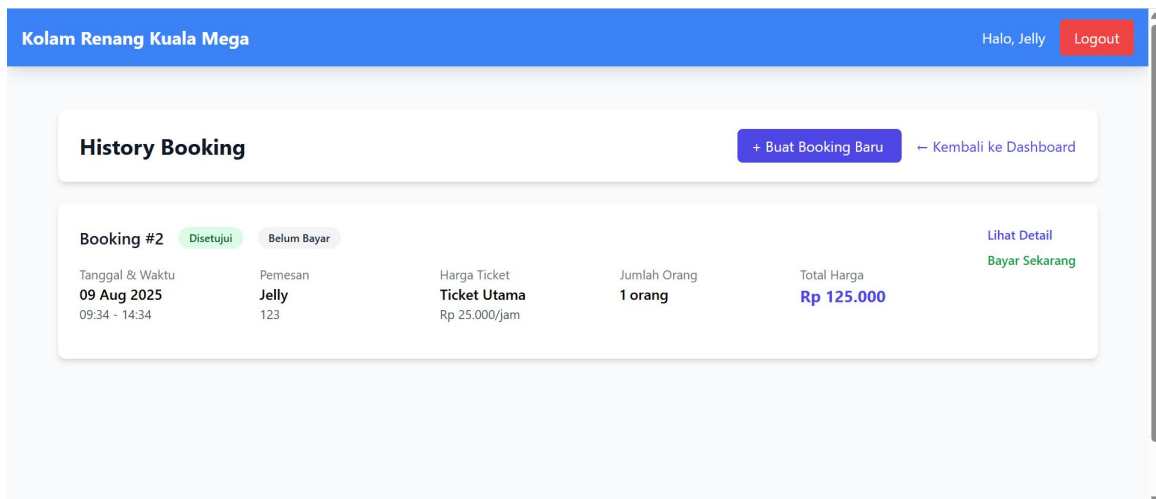 Kolam Renang Kuala Mega
Halo, Jelly
Logout
History Booking
+ Buat Booking Baru
← Kembali ke Dashboard
Booking #2
Disetujui
Belum Bayar
Lihat Detail
Bayar Sekarang
Tanggal & Waktu
09 Aug 2025
09:34 - 14:34
Pemesan
Jelly
123
Harga Ticket
Ticket Utama
Rp 25.000/jam
Jumlah Orang
1 orang
Total Harga
Rp 125.000